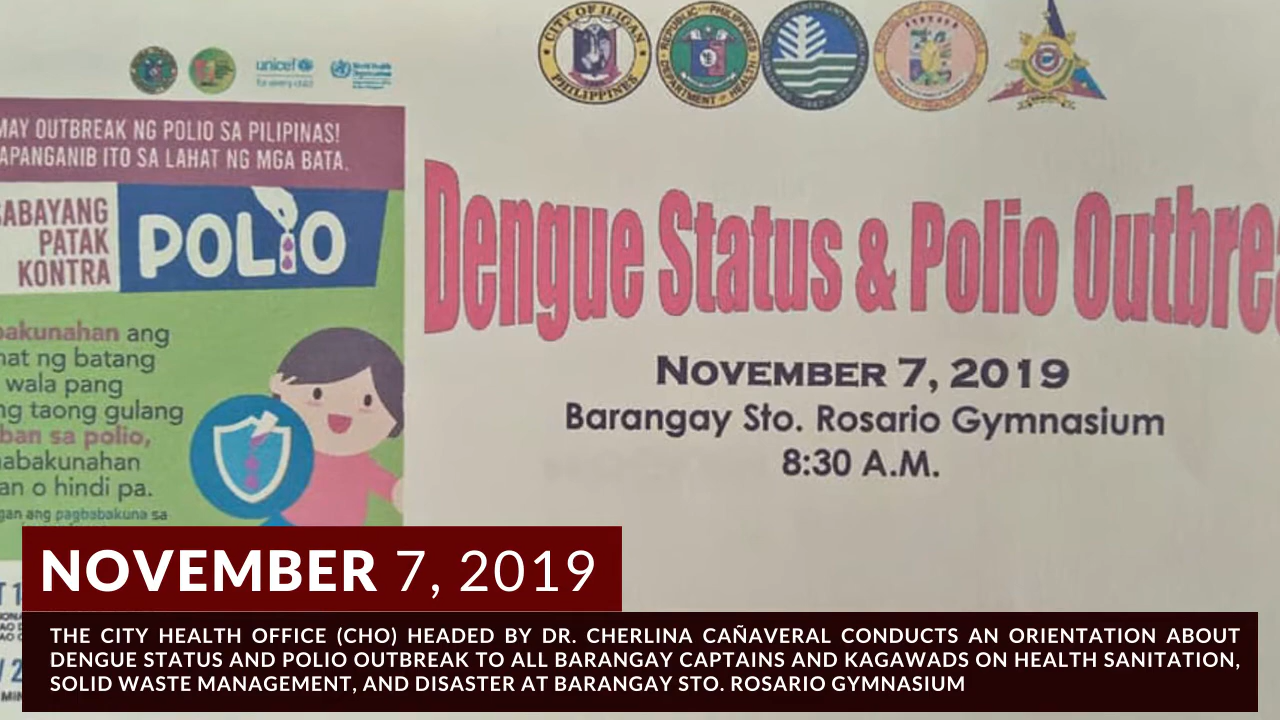 CITY OF ILIGAN
PHILIPPINES
REPUBLIC PHILIPPINES
DEPARTMENT OF HEALTH
unicef
for every child
World Health
Organization
MAY OUTBREAK NG POLIO SA PILIPINAS!
APANGANIB ITO SA LAHAT NG MGA BATA.
SABAYANG
PATAK
KONTRA
POLIO
Dengue Status & Polio Outbre
NOVEMBER 7, 2019
Barangay Sto. Rosario Gymnasium
8:30 A.M.
bakunahan ang
hat ng batang
wala pang
ng taong gulang
ban sa polio,
nabakunahan
an o hindi pa.
gan ang pagbabakuna sa
NOVEMBER 7, 2019
THE CITY HEALTH OFFICE (CHO) HEADED BY DR. CHERLINA CAÑAVERAL CONDUCTS AN ORIENTATION ABOUT
DENGUE STATUS AND POLIO OUTBREAK TO ALL BARANGAY CAPTAINS AND KAGAWADS ON HEALTH SANITATION,
SOLID WASTE MANAGEMENT, AND DISASTER AT BARANGAY STO. ROSARIO GYMNASIUM